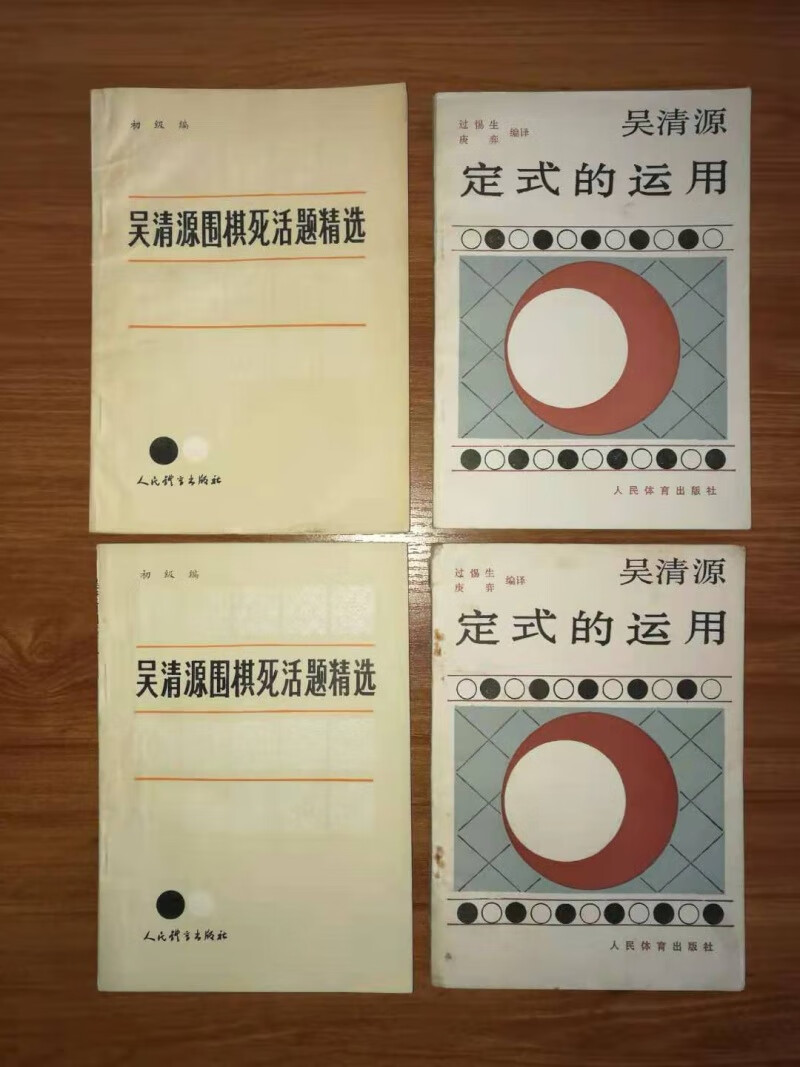 初级编
吴清源围棋死活题精选
人民体育出版社
过惕生
庚弈
编译
吴清源
定式的运用
人民体育出版社
初级编
吴清源围棋死活题精选
人民体育出版社
过惕生
庚弈
编译
吴清源
定式的运用
人民体育出版社